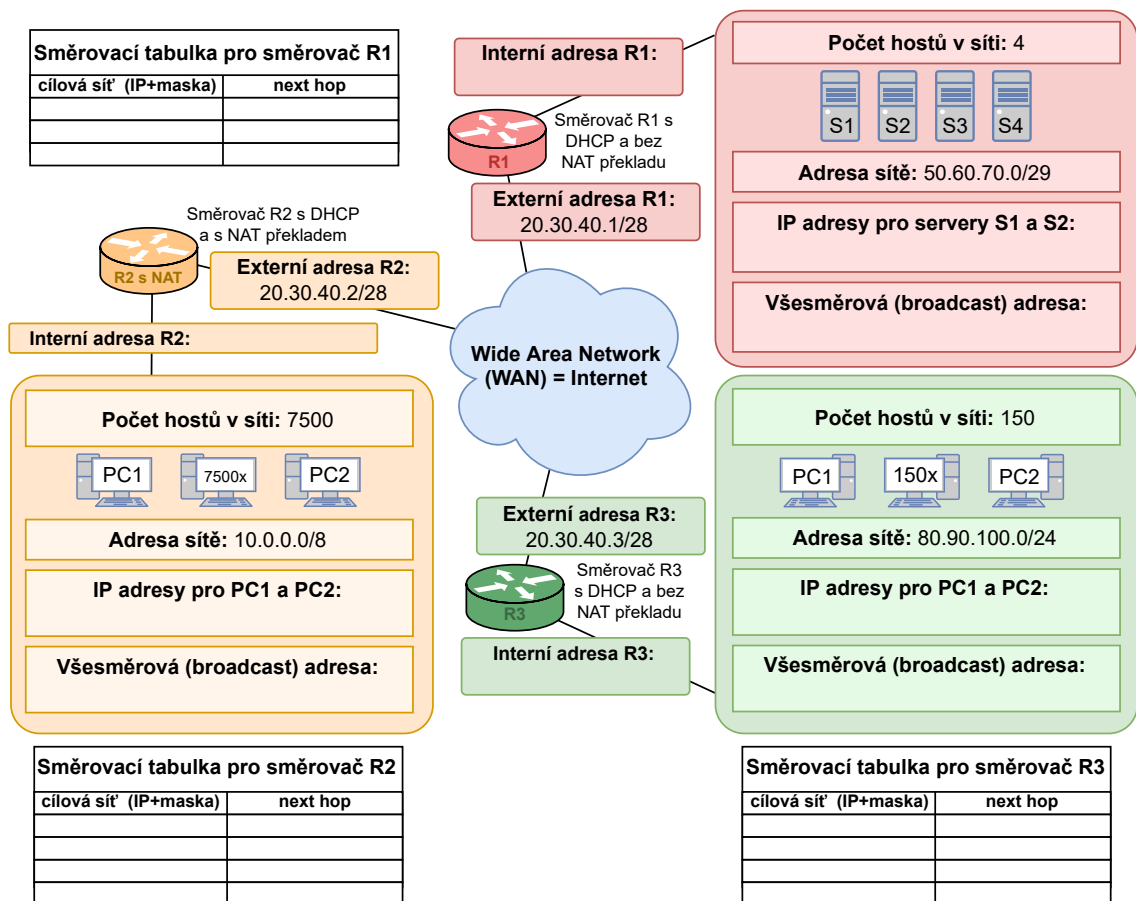 Směrovací tabulka pro směrovač R1
cílová síť (IP+maska)
next hop
Interní adresa R1:
R1
Směrovač R1 s
DHCP a bez
NAT překladu
Externí adresa R1:
20.30.40.1/28
Počet hostů v síti: 4
S1
S2
S3
S4
Adresa sítě: 50.60.70.0/29
IP adresy pro servery S1 a S2:
Všesměrová (broadcast) adresa:
Směrovač R2 s DHCP
a s NAT překladem
R2 s NAT
Externí adresa R2:
20.30.40.2/28
Interní adresa R2:
Wide Area Network
(WAN) = Internet
Počet hostů v síti: 7500
PC1
7500x
PC2
Adresa sítě: 10.0.0.0/8
IP adresy pro PC1 a PC2:
Všesměrová (broadcast) adresa:
Externí adresa R3:
20.30.40.3/28
R3
Směrovač R3
s DHCP a bez
NAT překladu
Interní adresa R3:
Počet hostů v síti: 150
PC1
150x
PC2
Adresa sítě: 80.90.100.0/24
IP adresy pro PC1 a PC2:
Všesměrová (broadcast) adresa:
Směrovací tabulka pro směrovač R2
cílová síť (IP+maska)
next hop
Směrovací tabulka pro směrovač R3
cílová síť (IP+maska)
next hop